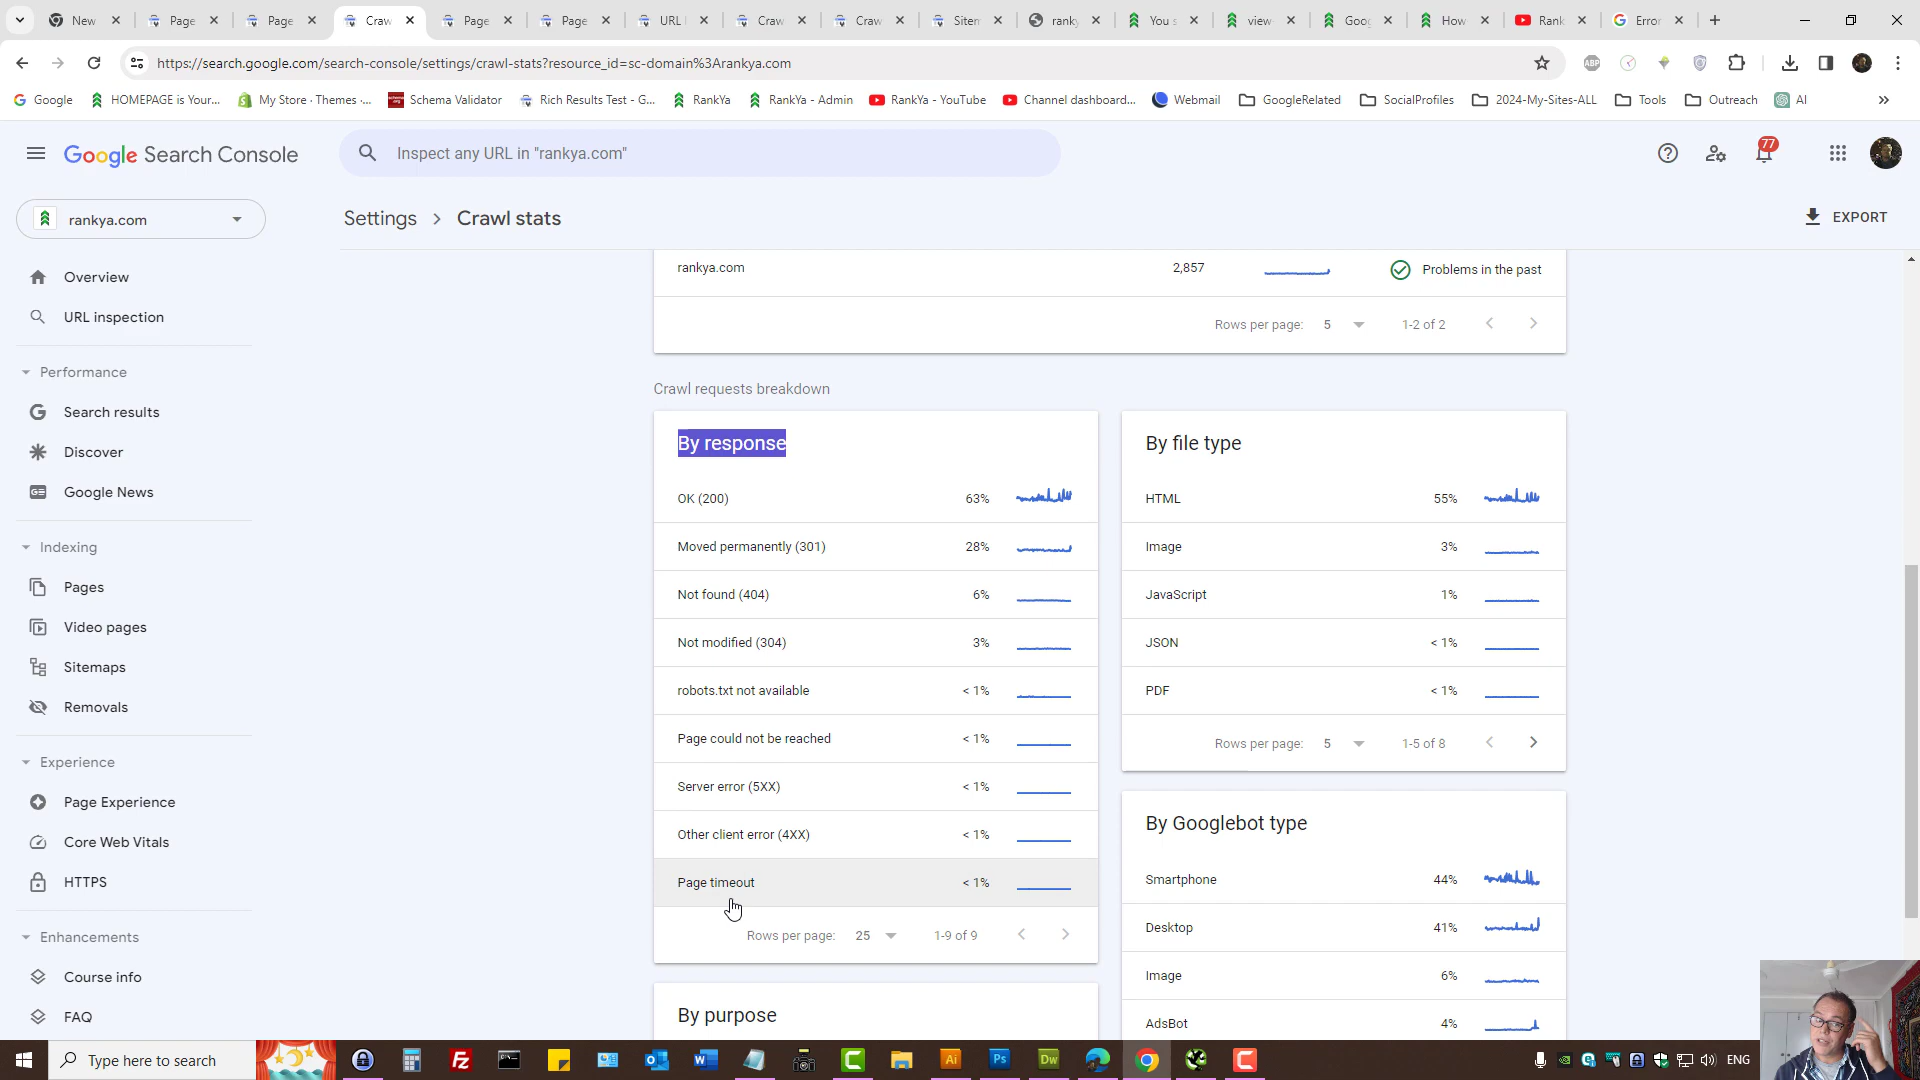 New
Page
Page
Craw
Page
Page
URL I
Craw
Craw
Sitem
ranky
You s
view-
Goog
How
Rank
Error
https://search.google.com/search-console/settings/crawl-stats?resource_id=sc-domain%3Arankya.com
ABP
Google
HOMEPAGE is Your...
My Store · Themes ·...
Schema Validator
Rich Results Test - G...
RankYa
RankYa - Admin
RankYa - YouTube
Channel dashboard...
Webmail
GoogleRelated
SocialProfiles
2024-My-Sites-ALL
Tools
Outreach
AI
Google Search Console
Inspect any URL in "rankya.com"
77
rankya.com
Settings
Crawl stats
EXPORT
Overview
URL inspection
Performance
Search results
Discover
Google News
Indexing
Pages
Video pages
Sitemaps
Removals
Experience
Page Experience
Core Web Vitals
HTTPS
Enhancements
Course info
FAQ
rankya.com 2,857 Problems in the past
Rows per page: 5 1-2 of 2
Crawl requests breakdown
By response
OK (200) 63%
Moved permanently (301) 28%
Not found (404) 6%
Not modified (304) 3%
robots.txt not available < 1%
Page could not be reached < 1%
Server error (5XX) < 1%
Other client error (4XX) < 1%
Page timeout < 1%
Rows per page: 25 1-9 of 9
By purpose
By file type
HTML 55%
Image 3%
JavaScript 1%
JSON < 1%
PDF < 1%
Rows per page: 5 1-5 of 8
By Googlebot type
Smartphone 44%
Desktop 41%
Image 6%
AdsBot 4%
Type here to search
Fz
Ai
Ps
Dw
ENG